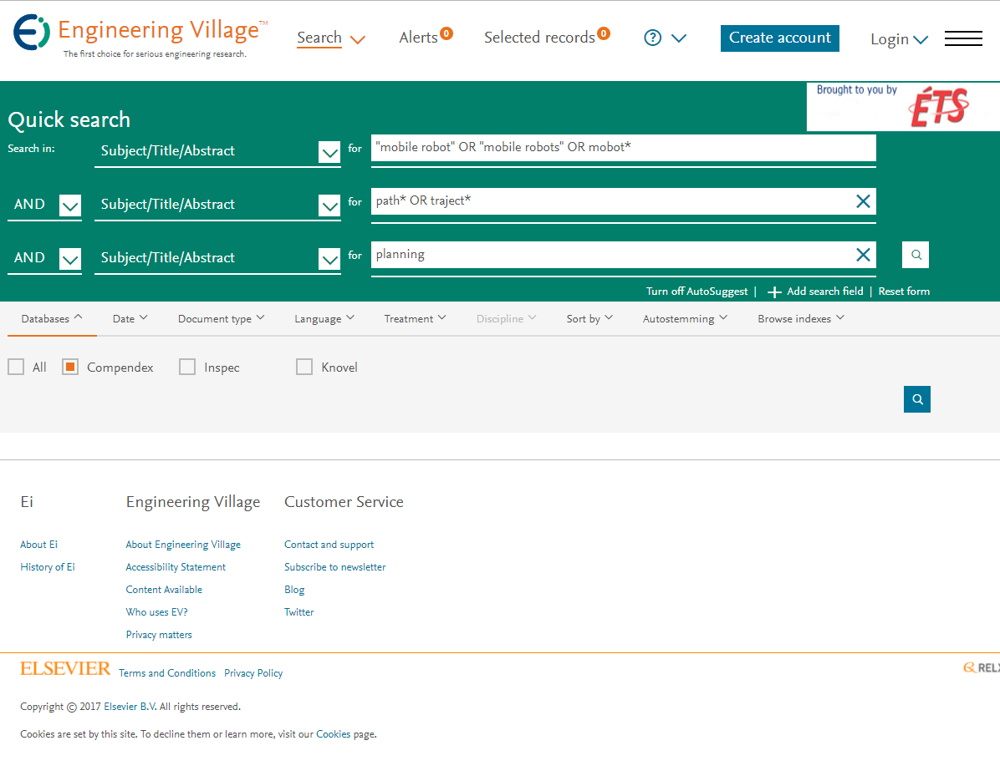 Engineering Village™
The first choice for serious engineering research.
Search
Alerts 0
Selected records 0
?
Create account
Login
Brought to you by
ÉTS
Quick search
Search in: Subject/Title/Abstract for "mobile robot" OR "mobile robots" OR mobot*
AND Subject/Title/Abstract for path* OR traject*
AND Subject/Title/Abstract for planning
Turn off AutoSuggest | Add search field | Reset form
Databases Date Document type Language Treatment Discipline Sort by Autostemming Browse indexes
All Compendex Inspec Knovel
Ei
About Ei
History of Ei
Engineering Village
About Engineering Village
Accessibility Statement
Content Available
Who uses EV?
Privacy matters
Customer Service
Contact and support
Subscribe to newsletter
Blog
Twitter
ELSEVIER Terms and Conditions Privacy Policy
RELX
Copyright © 2017 Elsevier B.V. All rights reserved.
Cookies are set by this site. To decline them or learn more, visit our Cookies page.